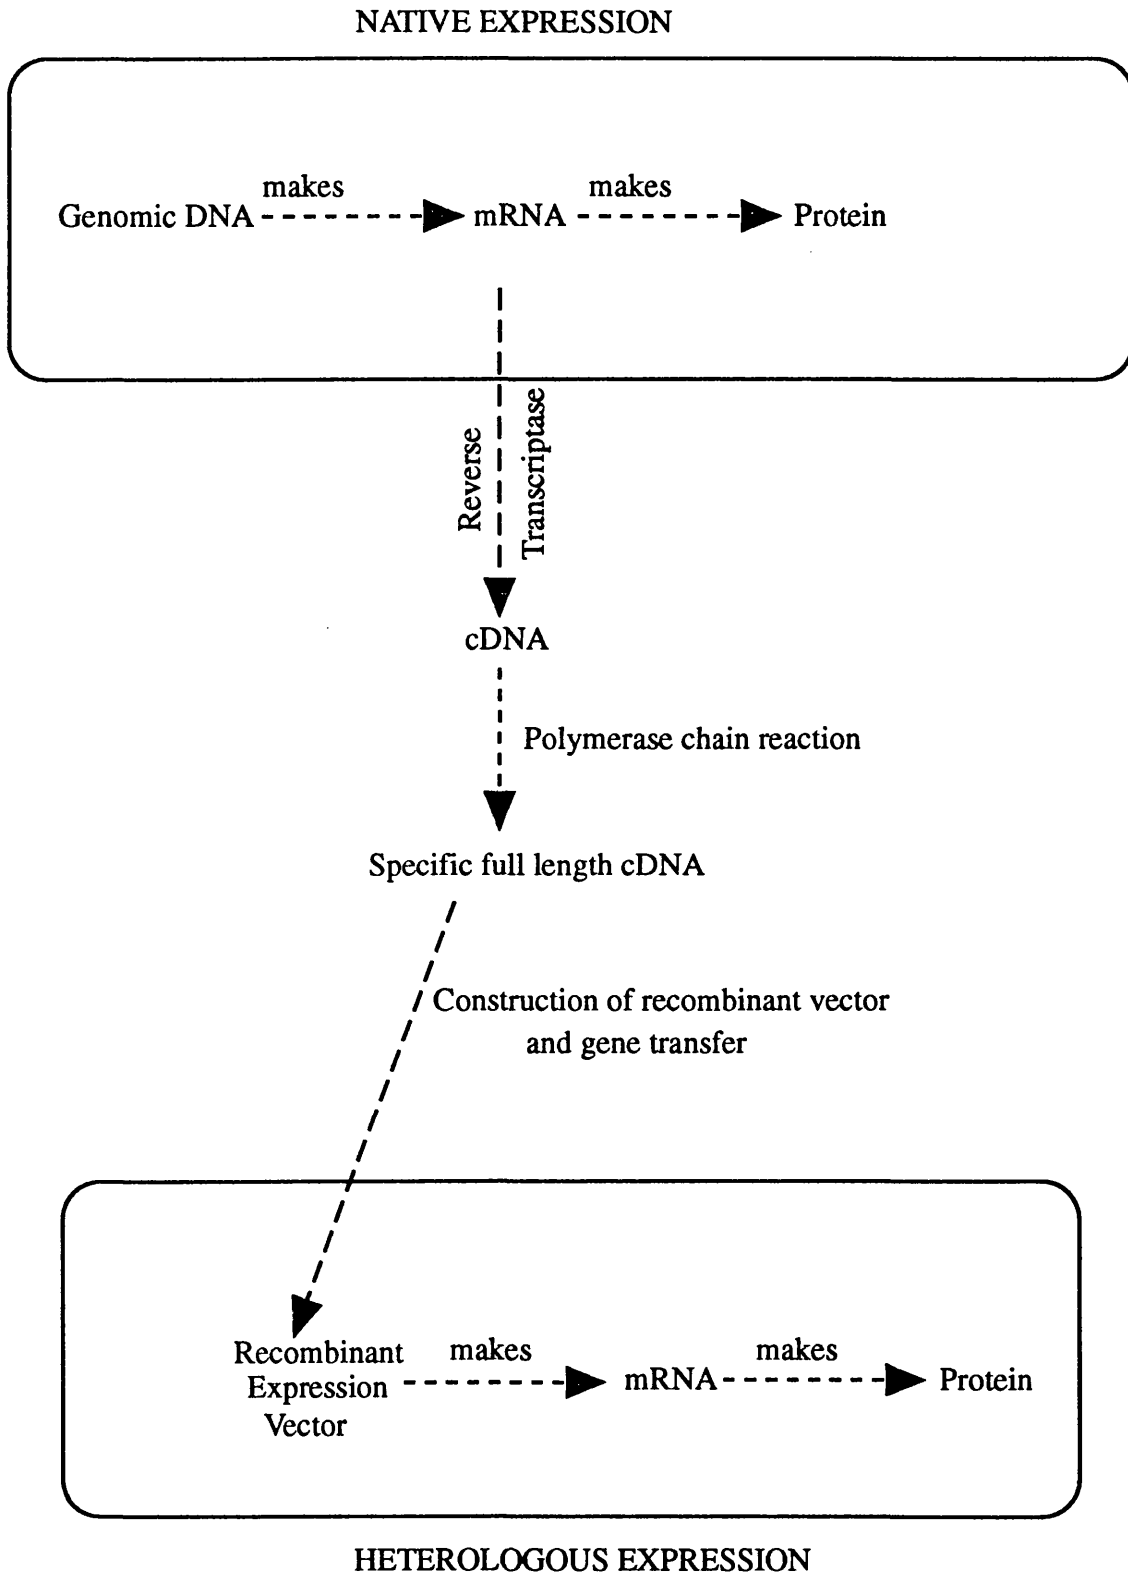 NATIVE EXPRESSION
makes makes
Genomic DNA mRNA Protein
Reverse
Transcriptase
cDNA
Polymerase chain reaction
Specific full length cDNA
Construction of recombinant vector
and gene transfer
Recombinant makes makes
Expression mRNA Protein
Vector
HETEROLOGOUS EXPRESSION